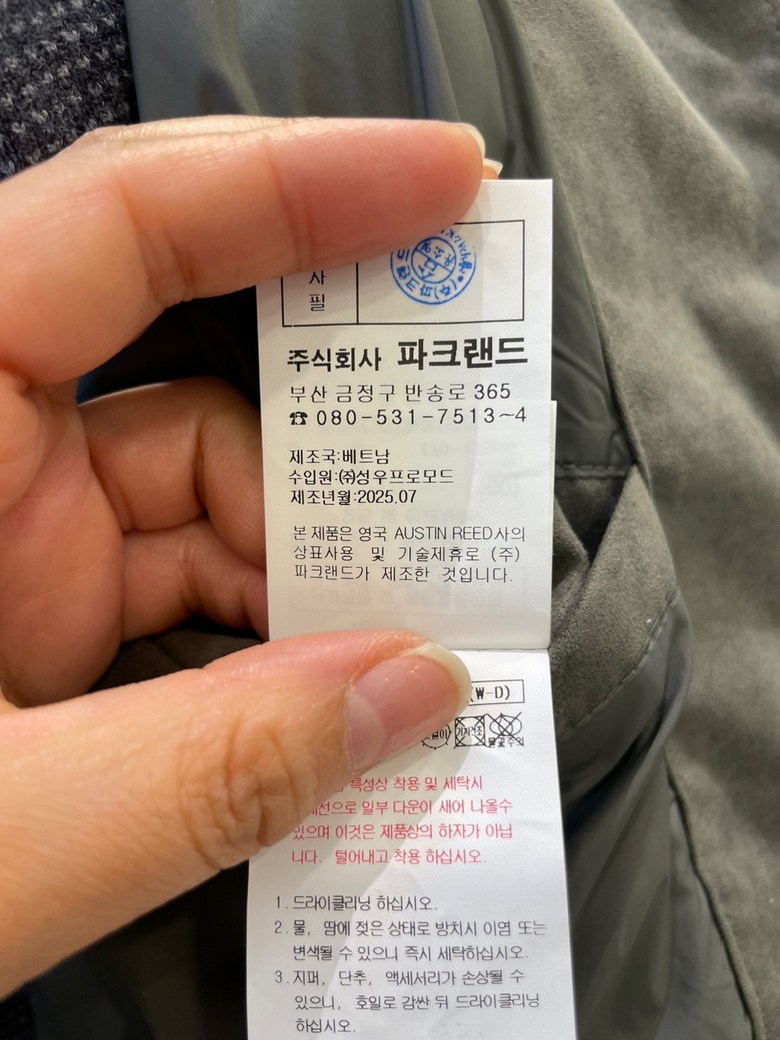 사
필
주식회사 파크랜드
부산 금정구 반송로 365
☎ 080-531-7513~4
제조국:베트남
수입원:㈜성우프로모드
제조년월:2025.07
본 제품은 영국 AUSTIN REED사의
상표사용 및 기술제휴로 (주)
파크랜드가 제조한 것입니다.
(W-D)
특성상 착용 및 세탁시
일부 다운이 새어 나올수
있으며 이것은 제품상의 하자가 아닙
니다. 털어내고 착용 하십시오.
1.드라이클리닝 하십시오.
2.물, 땀에 젖은 상태로 방치시 이염 또는
변색될 수 있으니 즉시 세탁하십시오.
3.지퍼, 단추, 액세서리가 손상될 수
있으니, 호일로 감싼 뒤 드라이클리닝
하십시오.